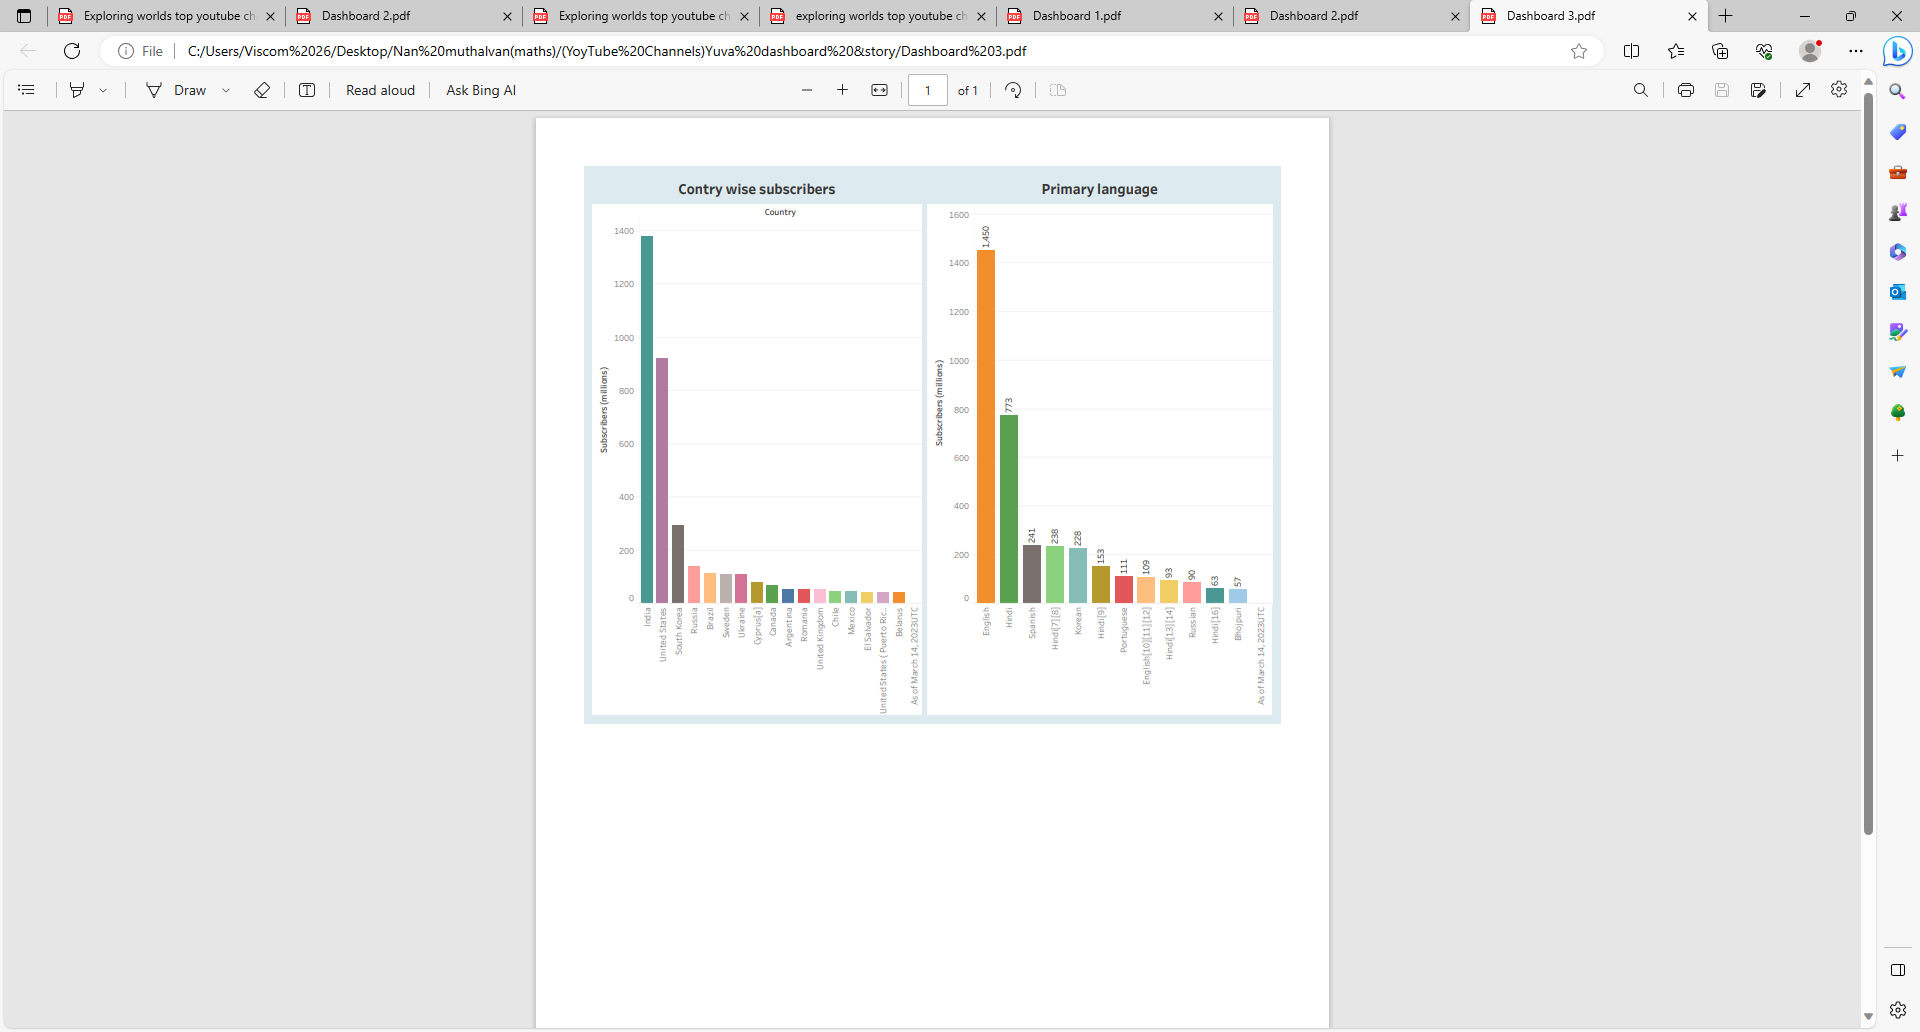 Exploring worlds top youtube ch
Dashboard 2.pdf
Exploring worlds top youtube ch
exploring worlds top youtube ch
Dashboard 1.pdf
Dashboard 2.pdf
Dashboard 3.pdf
File
C:/Users/Viscom%2026/Desktop/Nan%20muthalvan(maths)/(YoyTube%20Channels)Yuva%20dashboard%20&story/Dashboard%203.pdf
Draw
Read aloud
Ask Bing AI
1
of 1
Contry wise subscribers
Country
Subscribers (millions)
1400
1200
1000
800
600
400
200
0
India
United States
South Korea
Russia
Brazil
Sweden
Ukraine
Cyprus[a]
Canada
Argentina
Romania
United Kingdom
Chile
Mexico
El Salvador
United States ( Puerto Ric..
Belarus
As of March 14, 2023UTC
Primary language
Subscribers (millions)
1600
1400
1200
1000
800
600
400
200
0
1,450
773
241
238
228
153
111
109
93
90
63
57
English
Hindi
Spanish
Hindi[7][8]
Korean
Hindi[9]
Portuguese
English[10][11][12]
Hindi[13][14]
Russian
Hindi[16]
Bhojpuri
As of March 14, 2023UTC